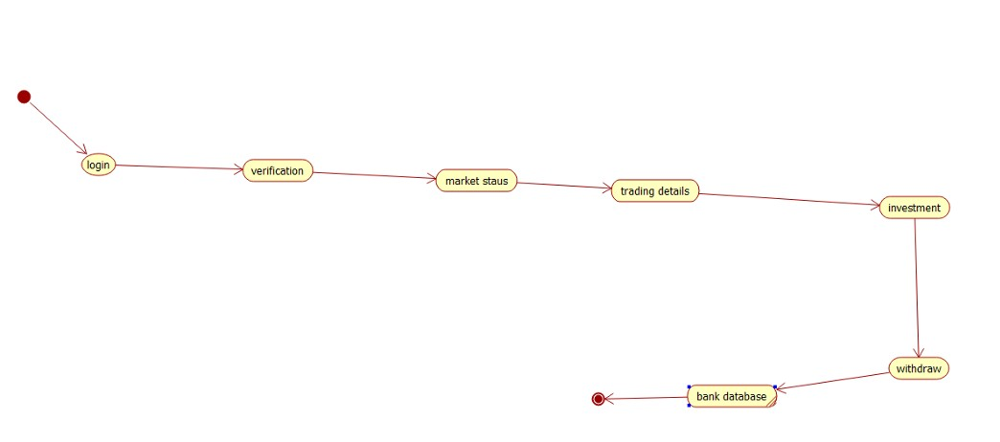 login
verification
market staus
trading details
investment
withdraw
bank database